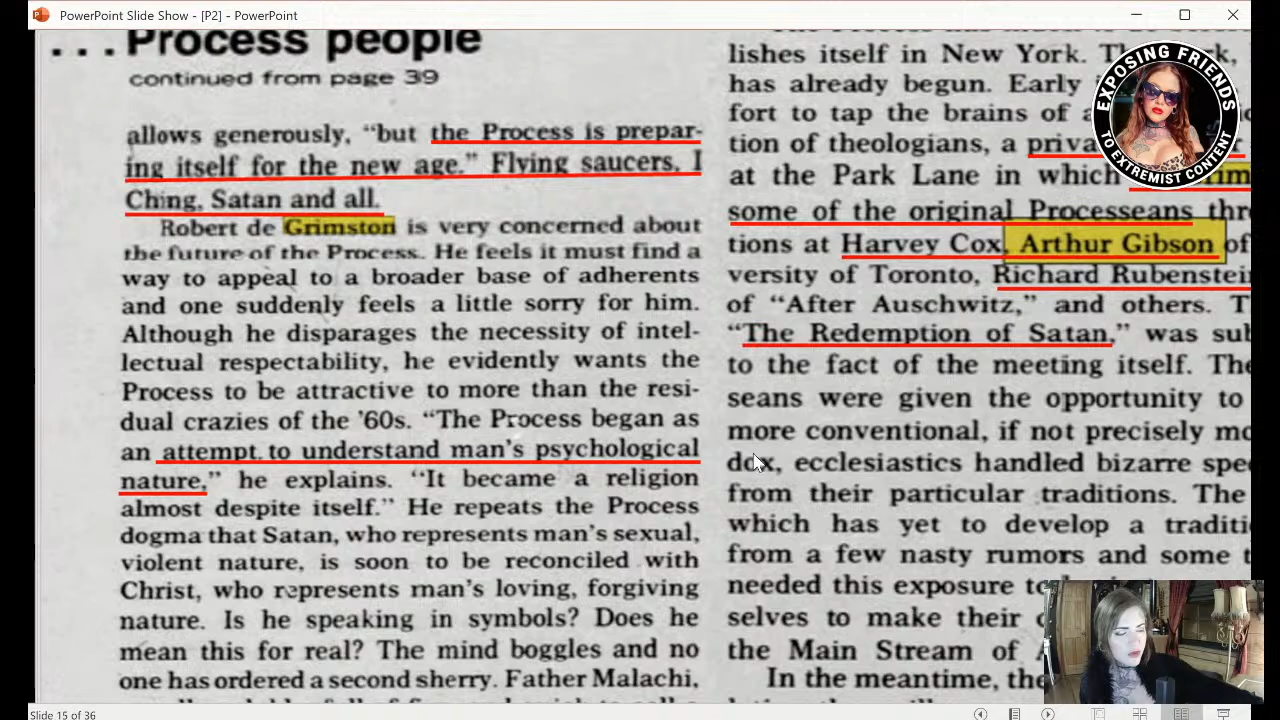 PowerPoint Slide Show - [P2] - PowerPoint
. . . Process people
continued from page 39
allows generously, “but the Process is prepar-
ing itself for the new age.” Flying saucers, I
Ching, Satan and all.
Robert de Grimston is very concerned about
the future of the Process. He feels it must find a
way to appeal to a broader base of adherents
and one suddenly feels a little sorry for him.
Although he disparages the necessity of intel-
lectual respectability, he evidently wants the
Process to be attractive to more than the resi-
dual crazies of the ’60s. “The Process began as
an attempt to understand man’s psychological
nature,” he explains. “It became a religion
almost despite itself.” He repeats the Process
dogma that Satan, who represents man’s sexual,
violent nature, is soon to be reconciled with
Christ, who represents man’s loving, forgiving
nature. Is he speaking in symbols? Does he
mean this for real? The mind boggles and no
one has ordered a second sherry. Father Malachi,
lishes itself in New York.
has already begun. Early
fort to tap the brains of
tion of theologians, a
at the Park Lane in which
some of the original Processeans
tions at Harvey Cox, Arthur Gibson of
versity of Toronto, Richard Rubenstein
of “After Auschwitz,” and others.
“The Redemption of Satan,” was
to the fact of the meeting itself.
seans were given the opportunity to
more conventional, if not precisely
dox, ecclesiastics handled bizarre
from their particular traditions. The
which has yet to develop a
from a few nasty rumors and some
needed this exposure
selves to make their
the Main Stream of
In the meantime,
EXPOSING FRIENDS
TO EXTREMIST CONTENT
Slide 15 of 36